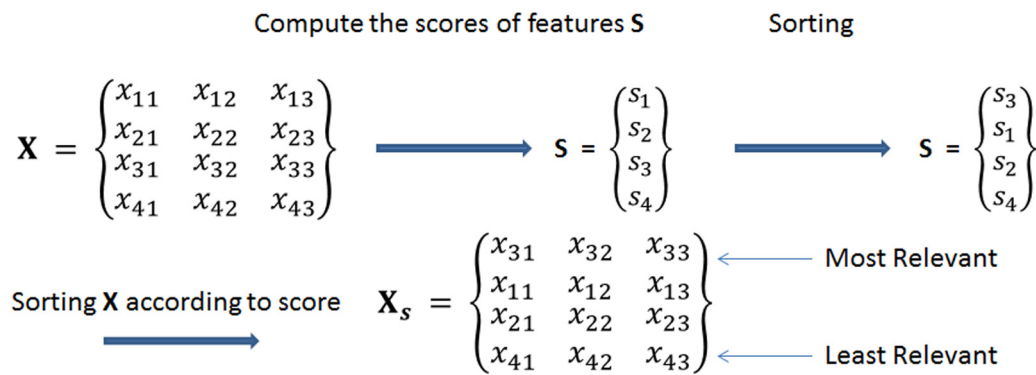 Compute the scores of features S Sorting
X = {x11 x12 x13
x21 x22 x23
x31 x32 x33
x41 x42 x43}
S = {s1
s2
s3
s4}
S = {s3
s1
s2
s4}
Sorting X according to score
Xs = {x31 x32 x33
x11 x12 x13
x21 x22 x23
x41 x42 x43}
Most Relevant
Least Relevant